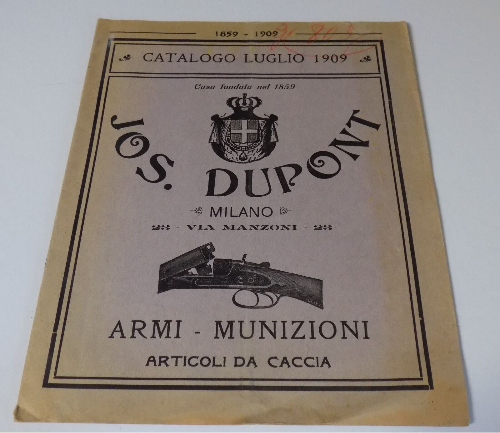 1859 - 1909
CATALOGO LUGLIO 1909
Casa fondata nel 1859
JOS. DUPONT
MILANO
23 - VIA MANZONI - 23
ARMI - MUNIZIONI
ARTICOLI DA CACCIA